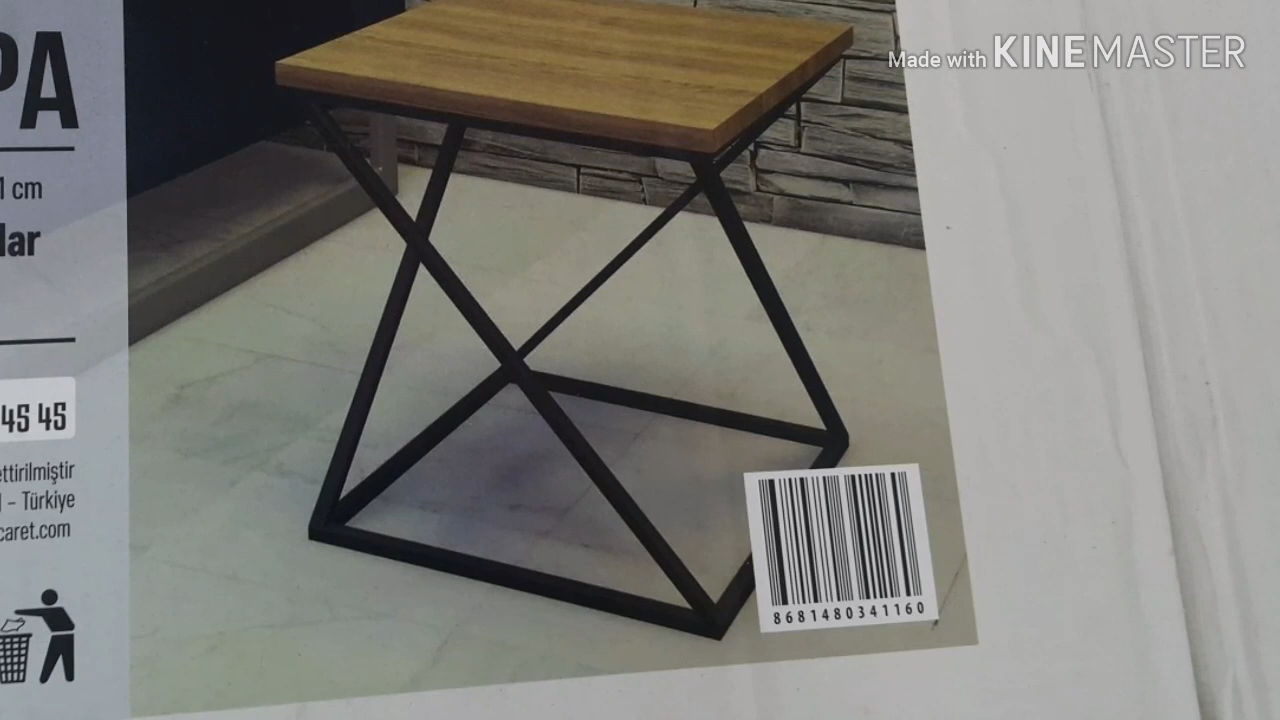 Made with KINEMASTER
PA
1 cm
lar
45 45
ettirilmiştir
- Türkiye
caret.com
8681480341160